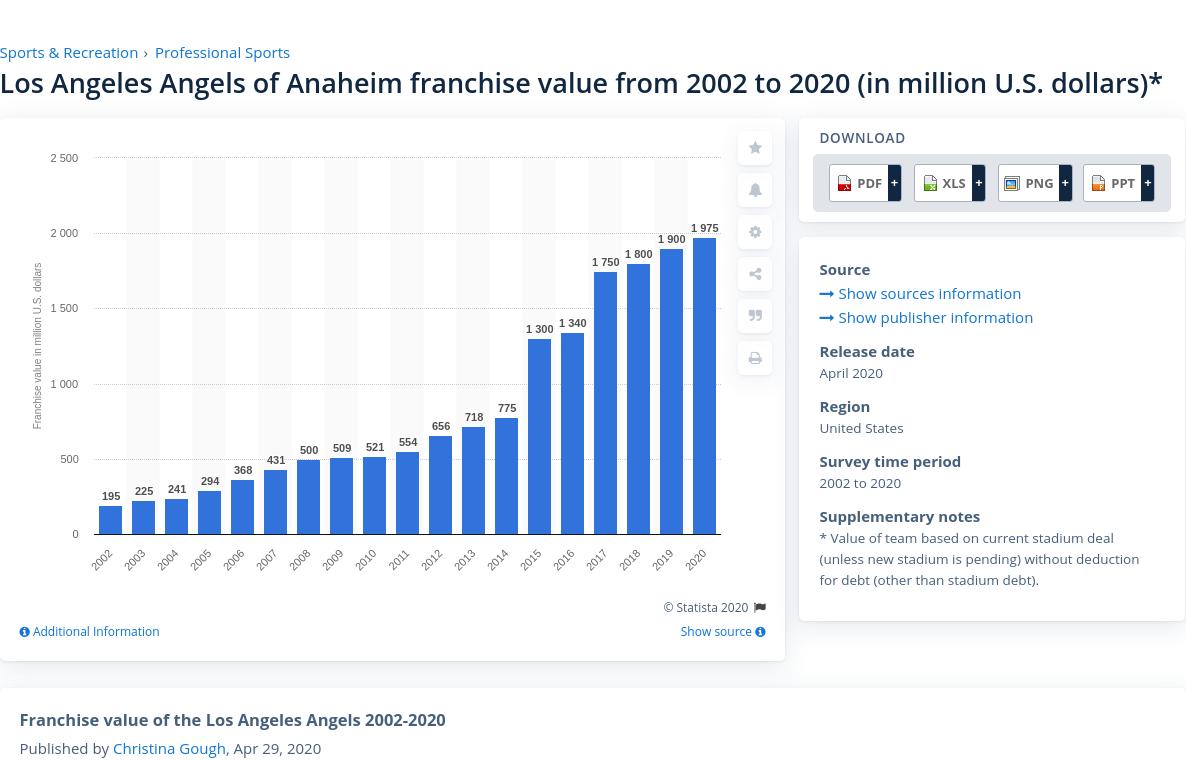 Sports & Recreation › Professional Sports
Los Angeles Angels of Anaheim franchise value from 2002 to 2020 (in million U.S. dollars)*
Franchise value in million U.S. dollars
2 500
2 000
1 500
1 000
500
0
195
225
241
294
368
431
500
509
521
554
656
718
775
1 300
1 340
1 750
1 800
1 900
1 975
2002
2003
2004
2005
2006
2007
2008
2009
2010
2011
2012
2013
2014
2015
2016
2017
2018
2019
2020
© Statista 2020
Additional Information
Show source
DOWNLOAD
PDF +
XLS +
PNG +
PPT +
Source
Show sources information
Show publisher information
Release date
April 2020
Region
United States
Survey time period
2002 to 2020
Supplementary notes
* Value of team based on current stadium deal
(unless new stadium is pending) without deduction
for debt (other than stadium debt).
Franchise value of the Los Angeles Angels 2002-2020
Published by Christina Gough, Apr 29, 2020